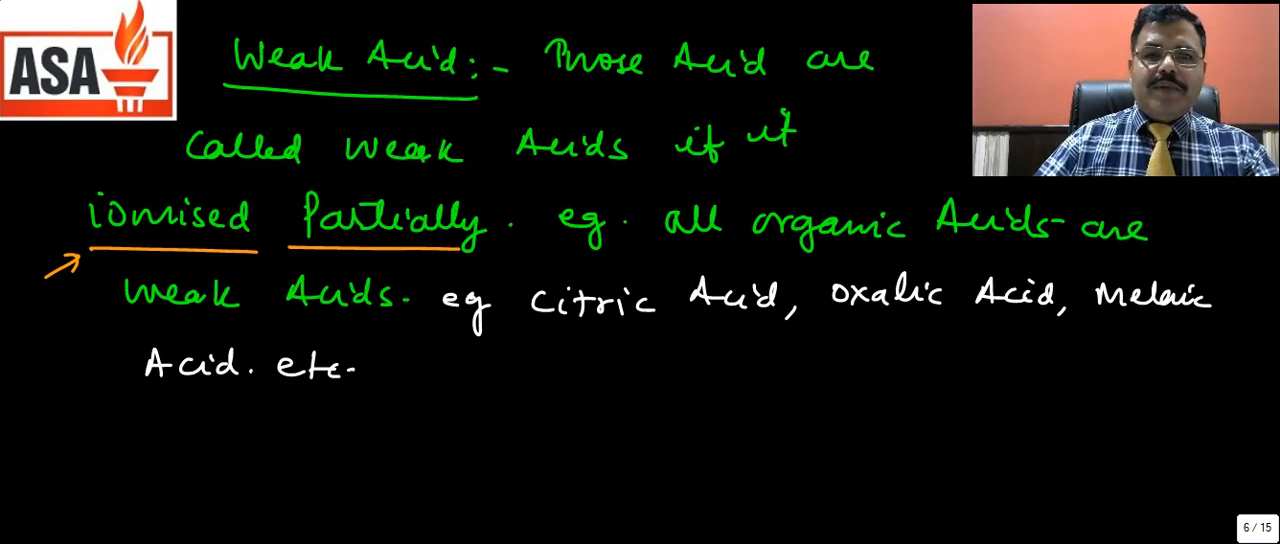 ASA
Weak Acid :- Those Acid are
called weak Acids if it
ionised Partially. eg. all organic Acids are
weak Acids. eg Citric Acid, Oxalic Acid, Meleic
Acid. etc.
6 / 15